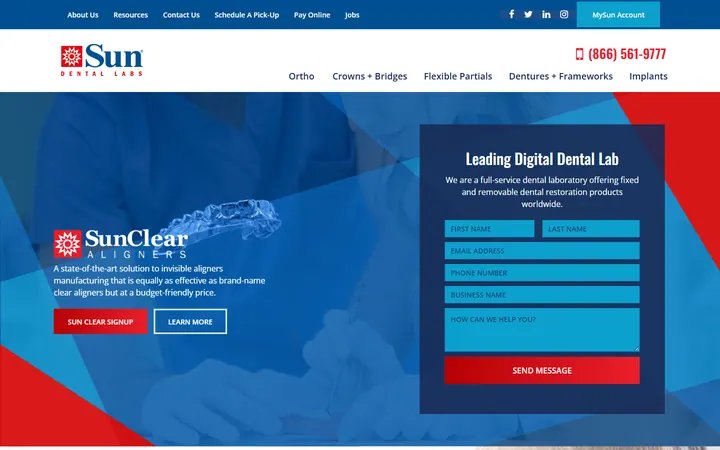 About Us Resources Contact Us Schedule A Pick-Up Pay Online Jobs MySun Account
Sun
DENTAL LABS
(866) 561-9777
Ortho Crowns + Bridges Flexible Partials Dentures + Frameworks Implants
SunClear
ALIGNERS
A state-of-the-art solution to invisible aligners
manufacturing that is equally as effective as brand-name
clear aligners but at a budget-friendly price.
SUN CLEAR SIGNUP LEARN MORE
Leading Digital Dental Lab
We are a full-service dental laboratory offering fixed
and removable dental restoration products
worldwide.
FIRST NAME LAST NAME
EMAIL ADDRESS
PHONE NUMBER
BUSINESS NAME
HOW CAN WE HELP YOU?
SEND MESSAGE